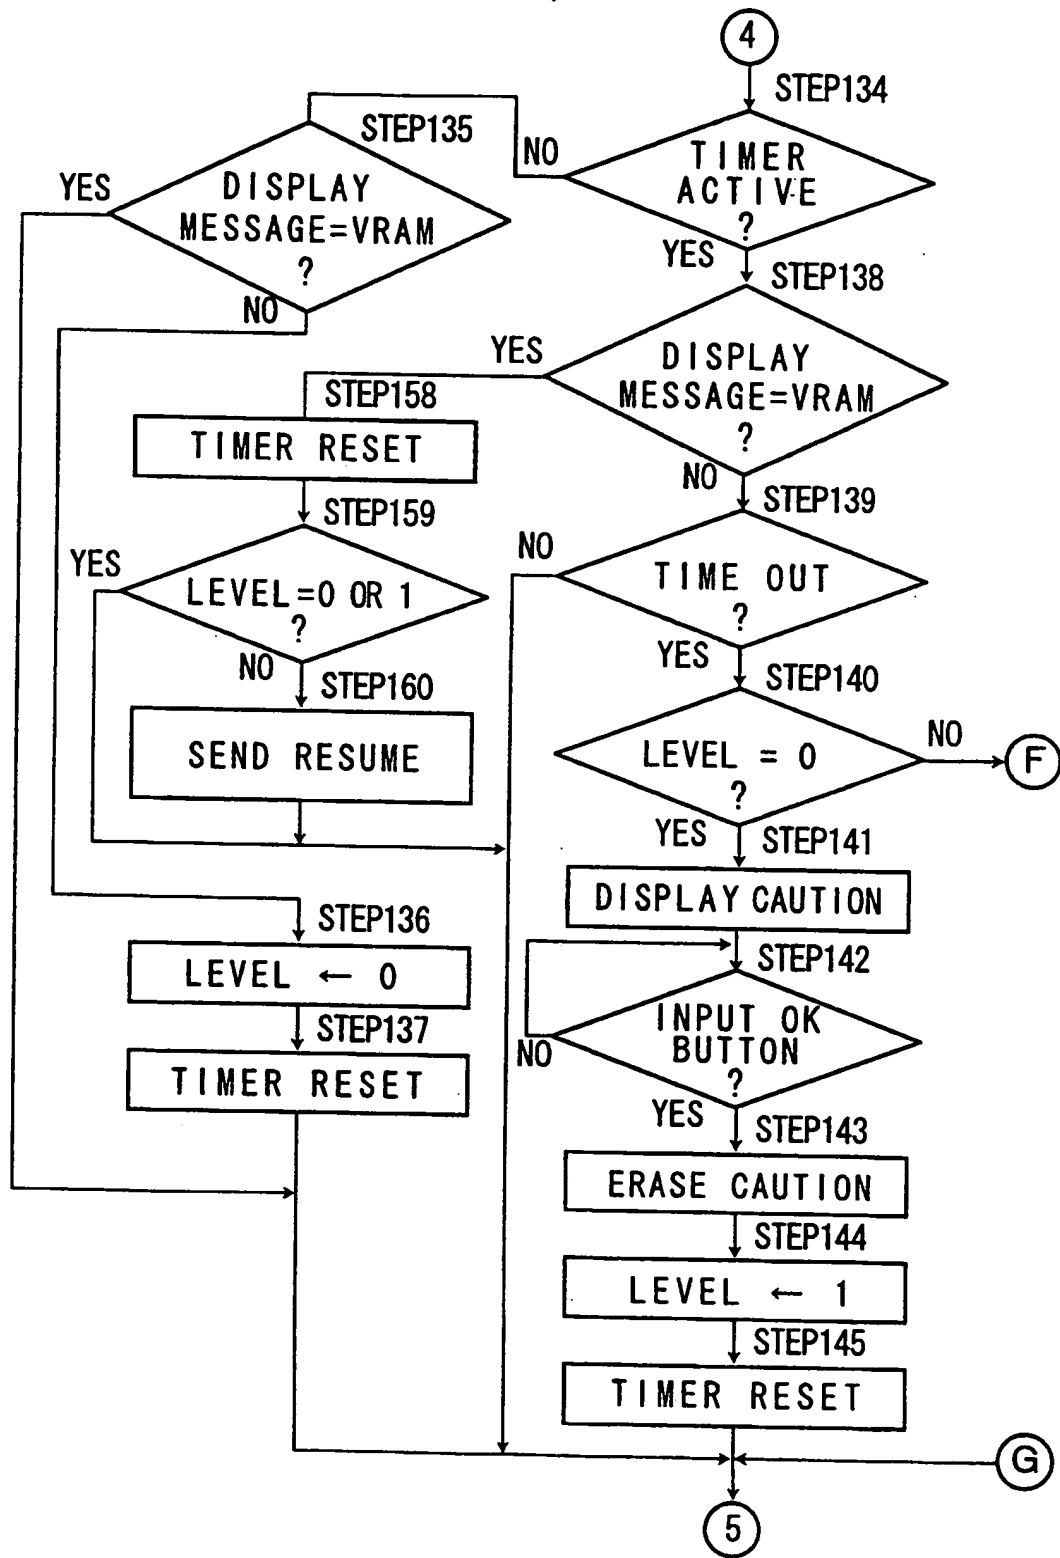 4
STEP134
TIMER
ACTIVE
?
NO
YES
STEP135
DISPLAY
MESSAGE=VRAM
?
YES
NO
STEP138
DISPLAY
MESSAGE=VRAM
?
YES
NO
STEP158
TIMER RESET
STEP159
LEVEL=0 OR 1
?
YES
NO
STEP160
SEND RESUME
STEP139
TIME OUT
?
NO
YES
STEP140
LEVEL = 0
?
NO
F
YES
STEP141
DISPLAY CAUTION
STEP142
INPUT OK
BUTTON
?
NO
YES
STEP143
ERASE CAUTION
STEP144
LEVEL ← 1
STEP145
TIMER RESET
STEP136
LEVEL ← 0
STEP137
TIMER RESET
G
5